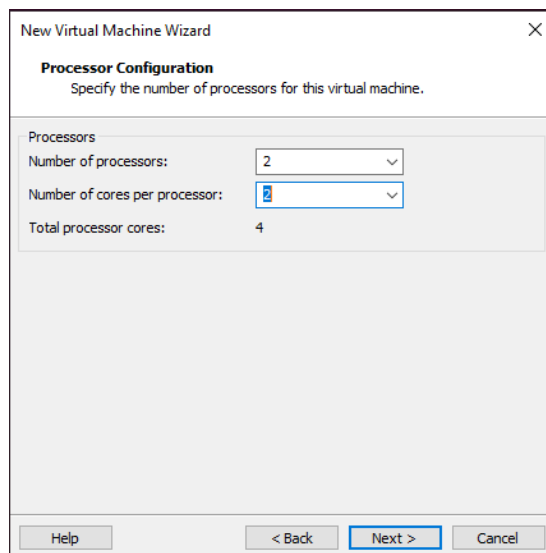 New Virtual Machine Wizard
Processor Configuration
Specify the number of processors for this virtual machine.
Processors
Number of processors: 2
Number of cores per processor: 2
Total processor cores: 4
Help < Back Next > Cancel